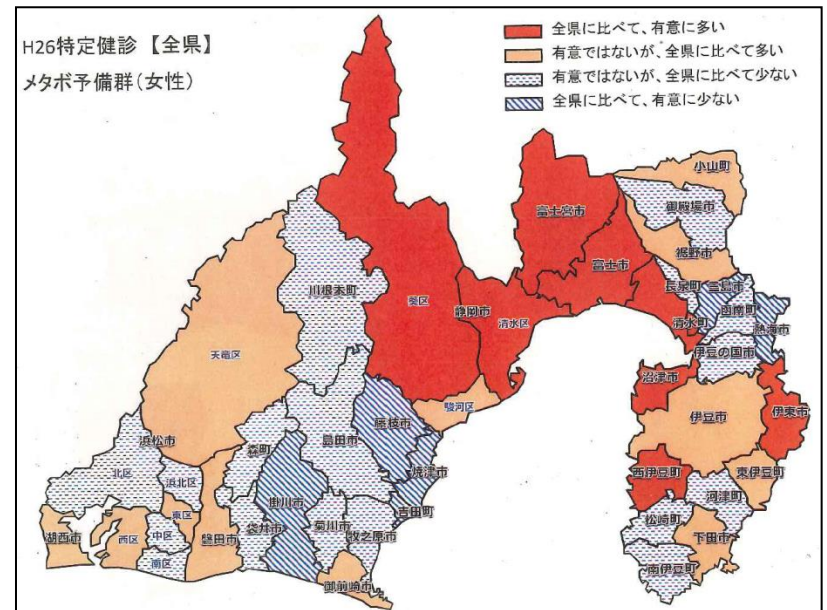 H26特定健診 【全県】
メタボ予備群(女性)
全県に比べて、有意に多い
有意ではないが、全県に比べて多い
有意ではないが、全県に比べて少ない
全県に比べて、有意に少ない
小山町
御殿場市
富士宮市
裾野市
富士市
長泉町
三島市
川根本町
葵区
静岡市
清水区
清水町
函南町
熱海市
伊豆の国市
天竜区
沼津市
駿河区
藤枝市
伊豆市
伊東市
島田市
浜松市
森町
焼津市
西伊豆町
東伊豆町
北区
浜北区
掛川市
吉田町
河津町
東区
松崎町
湖西市
西区
中区
磐田市
袋井市
菊川市
牧之原市
下田市
南区
南伊豆町
御前崎市